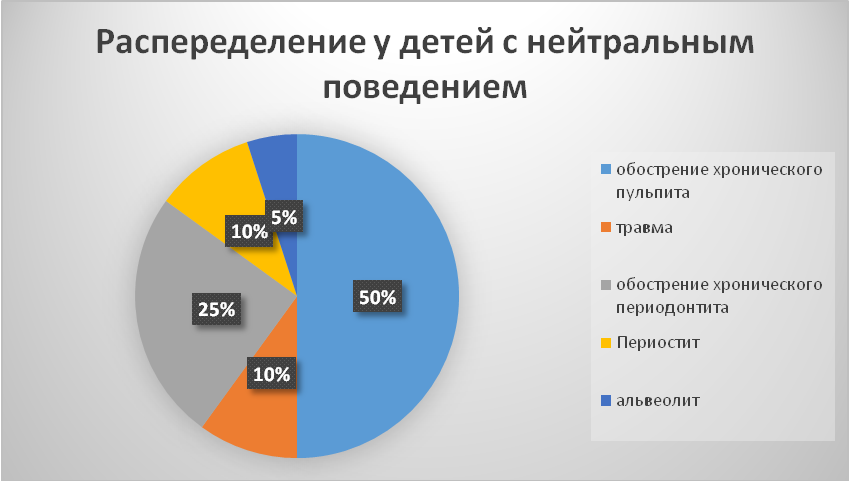 Распеределение у детей с нейтральным
поведением
50%
10%
25%
10%
5%
обострение хронического
пульпита
травма
обострение хронического
периодонтита
Периостит
альвеолит